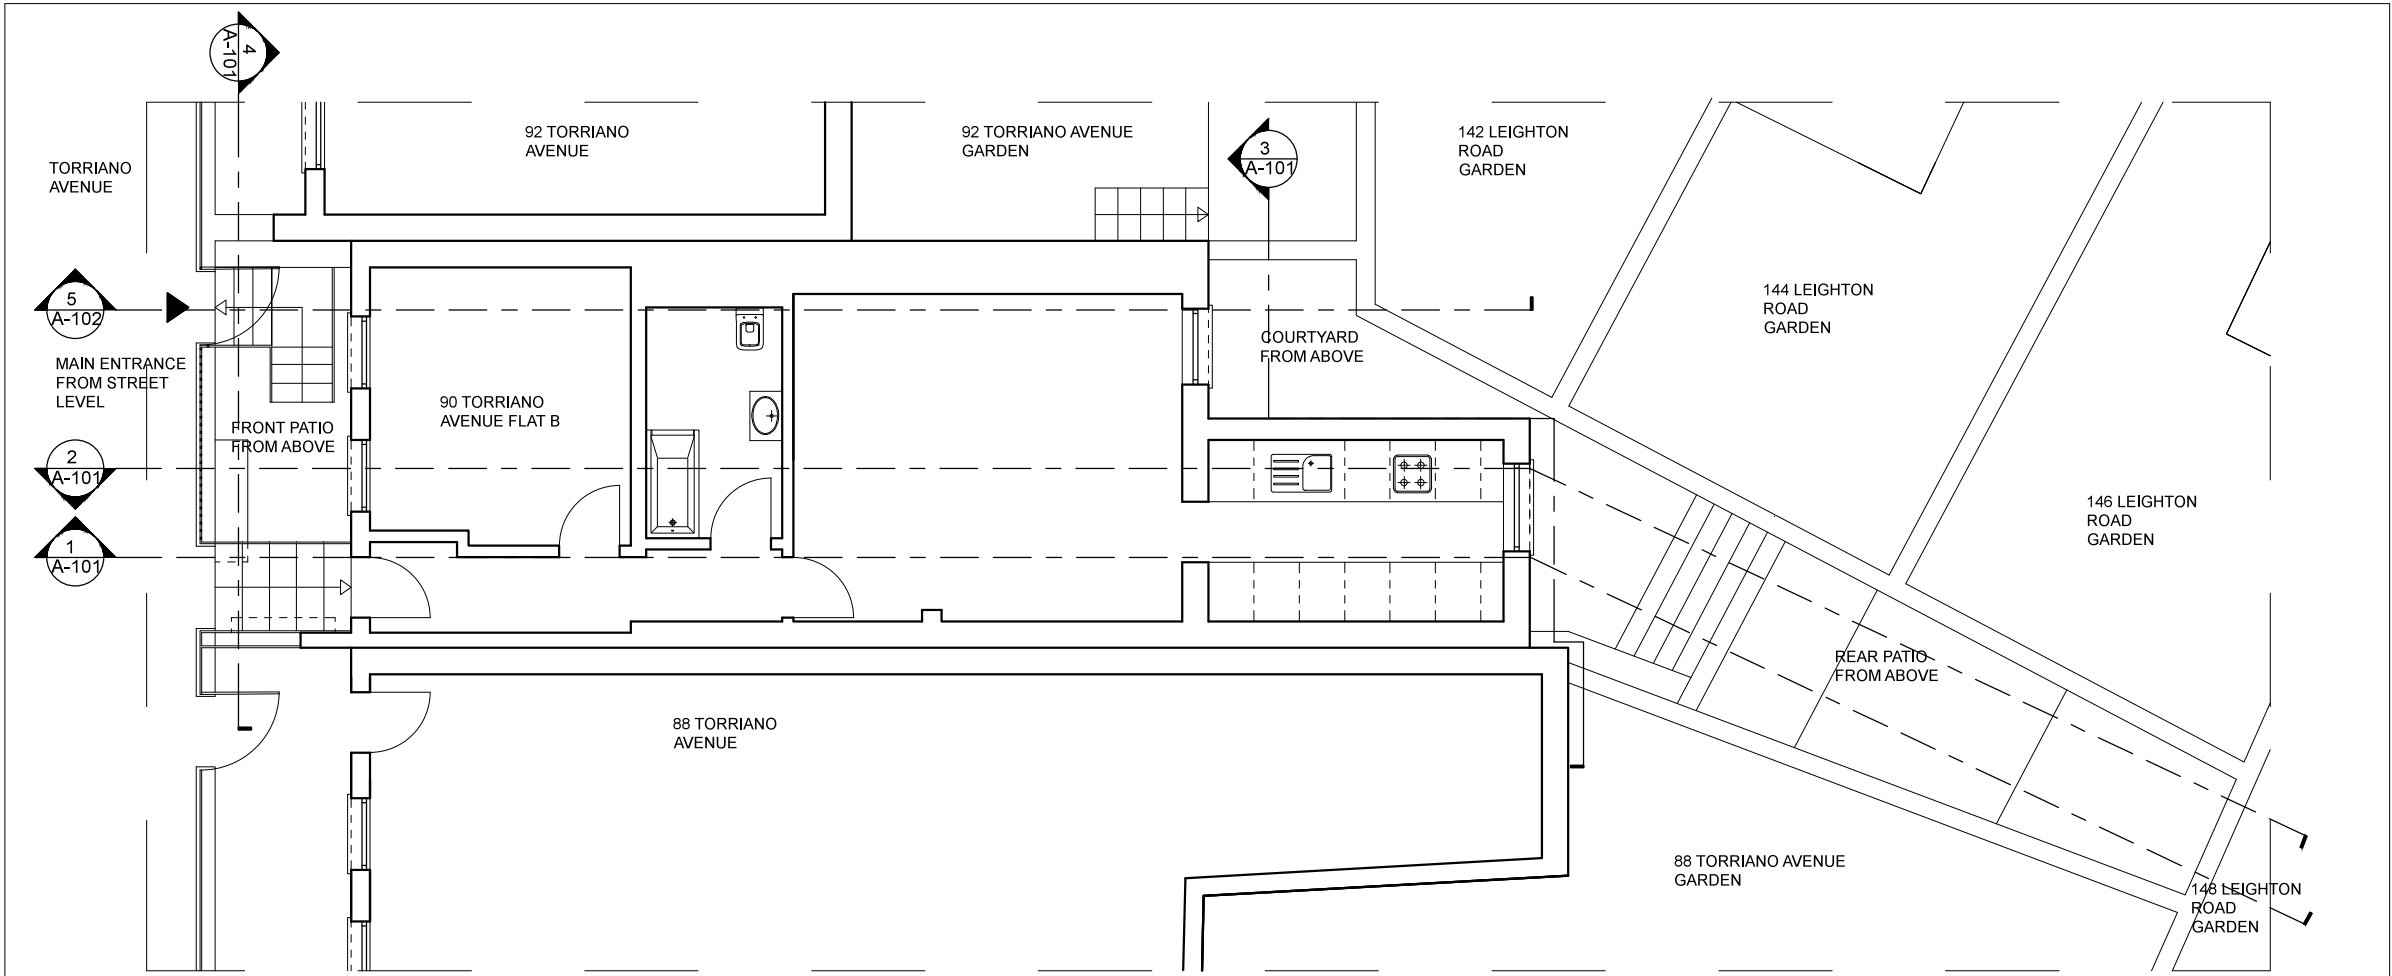 4
A-101
92 TORRIANO
AVENUE
92 TORRIANO AVENUE
GARDEN
3
A-101
142 LEIGHTON
ROAD
GARDEN
TORRIANO
AVENUE
5
A-102
144 LEIGHTON
ROAD
GARDEN
COURTYARD
FROM ABOVE
MAIN ENTRANCE
FROM STREET
LEVEL
90 TORRIANO
AVENUE FLAT B
FRONT PATIO
FROM ABOVE
2
A-101
146 LEIGHTON
ROAD
GARDEN
1
A-101
REAR PATIO
FROM ABOVE
88 TORRIANO
AVENUE
88 TORRIANO AVENUE
GARDEN
148 LEIGHTON
ROAD
GARDEN